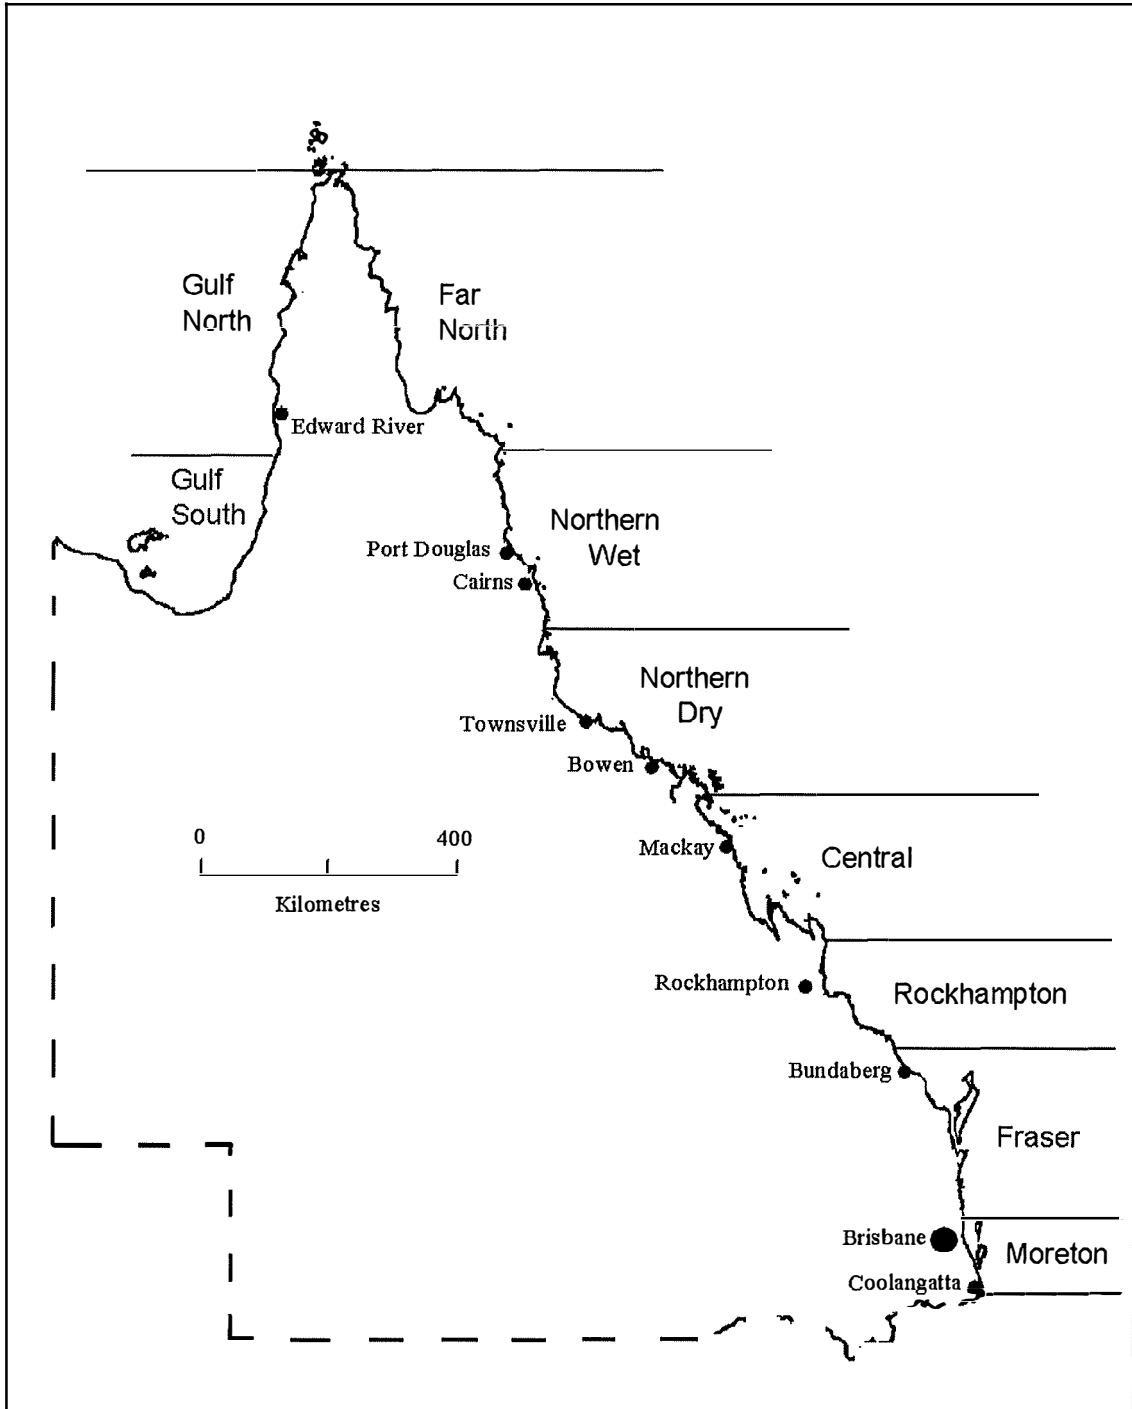 Gulf
North
Far
North
Edward River
Gulf
South
Northern
Wet
Port Douglas
Cairns
Northern
Dry
Townsville
Bowen
0
400
Kilometres
Mackay
Central
Rockhampton
Rockhampton
Bundaberg
Fraser
Brisbane
Moreton
Coolangatta